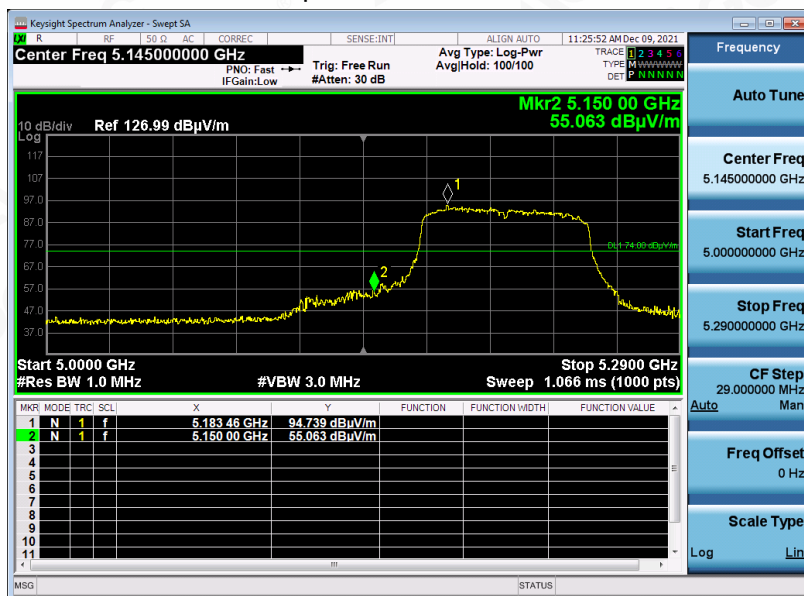 Keysight Spectrum Analyzer - Swept SA
LXI R RF 50 Ω AC CORREC SENSE:INT ALIGN AUTO 11:25:52 AM Dec 09, 2021
Center Freq 5.145000000 GHz
PNO: Fast
IFGain:Low
Trig: Free Run
#Atten: 30 dB
Avg Type: Log-Pwr
Avg|Hold: 100/100
TRACE 1 2 3 4 5 6
TYPE M W W W W W
DET P N N N N N
Mkr2 5.150 00 GHz
55.063 dBµV/m
10 dB/div Ref 126.99 dBµV/m
Log
117
107
97.0
87.0
77.0
67.0
57.0
47.0
37.0
1
2
DL1 74.00 dBµV/m
Start 5.0000 GHz Stop 5.2900 GHz
#Res BW 1.0 MHz #VBW 3.0 MHz Sweep 1.066 ms (1000 pts)
MKR MODE TRC SCL X Y FUNCTION FUNCTION WIDTH FUNCTION VALUE
1 N 1 f 5.183 46 GHz 94.739 dBµV/m
2 N 1 f 5.150 00 GHz 55.063 dBµV/m
3
4
5
6
7
8
9
10
11
MSG STATUS
Frequency
Auto Tune
Center Freq
5.145000000 GHz
Start Freq
5.000000000 GHz
Stop Freq
5.290000000 GHz
CF Step
29.000000 MHz
Auto Man
Freq Offset
0 Hz
Scale Type
Log Lin